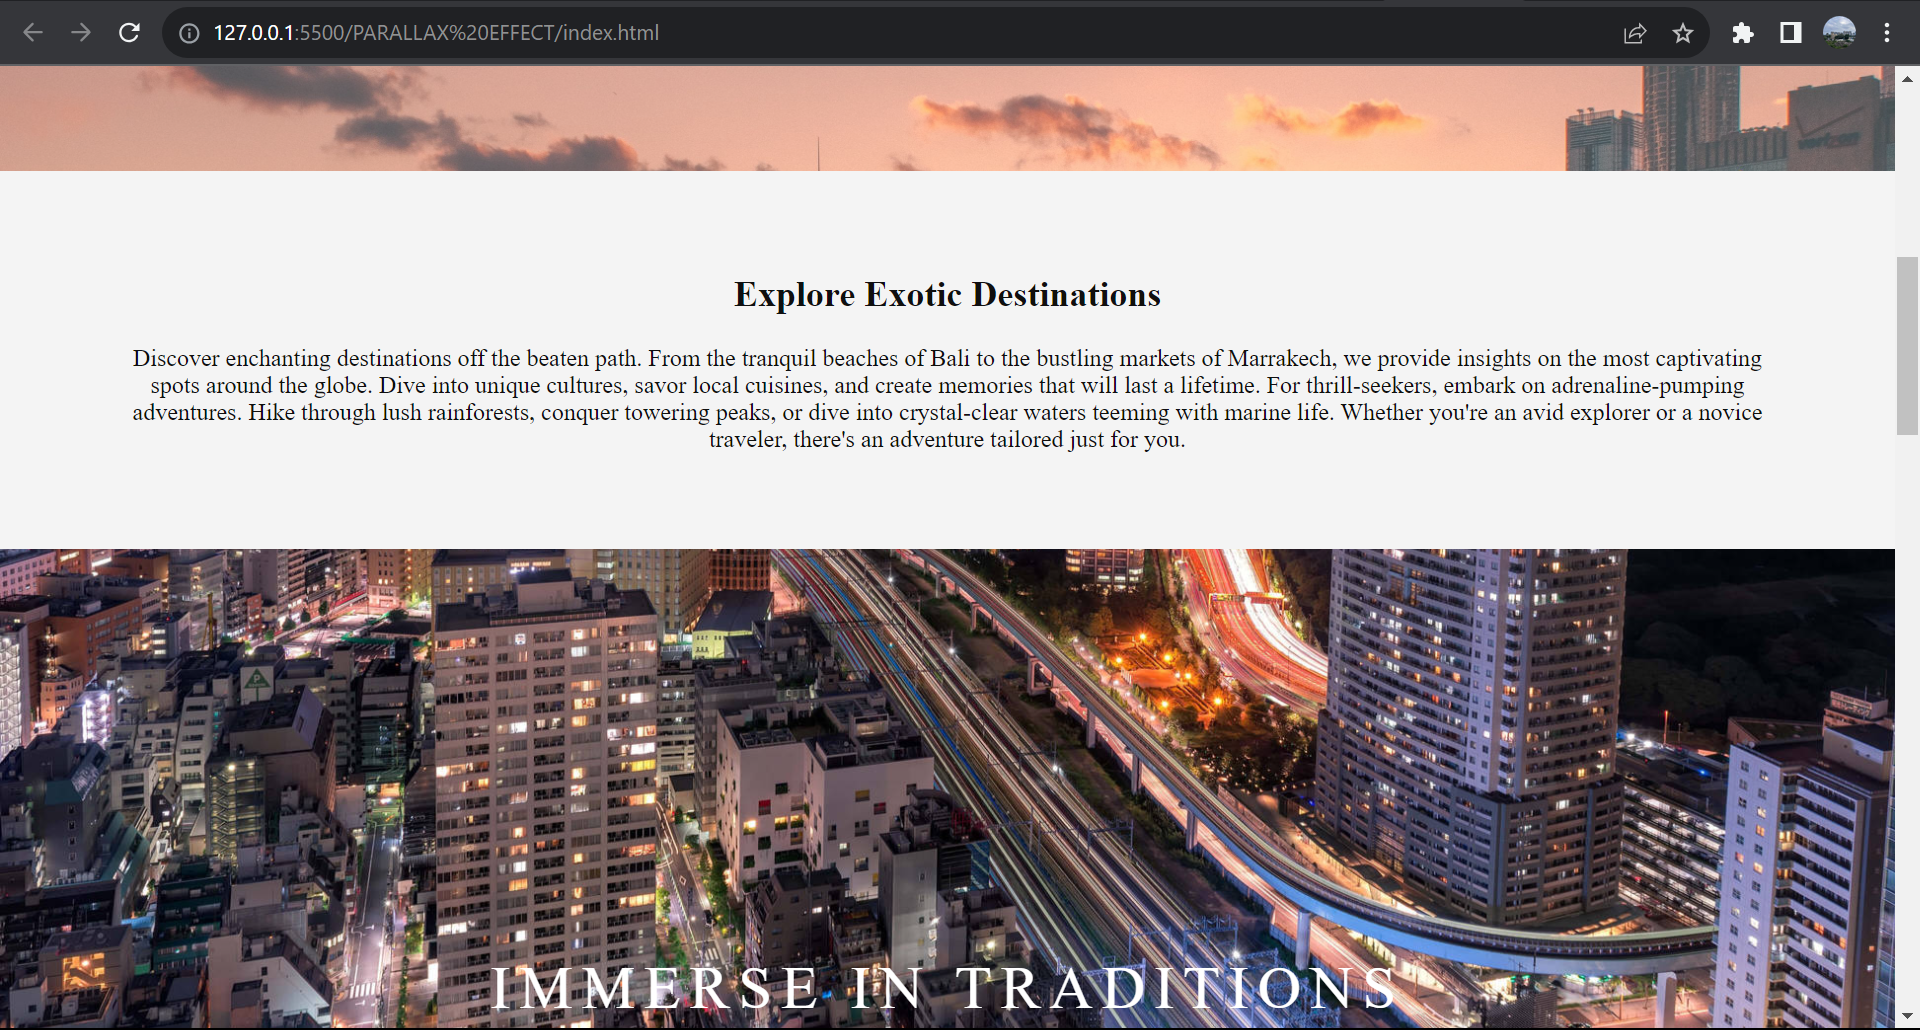 127.0.0.1:5500/PARALLAX%20EFFECT/index.html
verizon
Explore Exotic Destinations
Discover enchanting destinations off the beaten path. From the tranquil beaches of Bali to the bustling markets of Marrakech, we provide insights on the most captivating
spots around the globe. Dive into unique cultures, savor local cuisines, and create memories that will last a lifetime. For thrill-seekers, embark on adrenaline-pumping
adventures. Hike through lush rainforests, conquer towering peaks, or dive into crystal-clear waters teeming with marine life. Whether you're an avid explorer or a novice
traveler, there's an adventure tailored just for you.
P
IMMERSE IN TRADITIONS